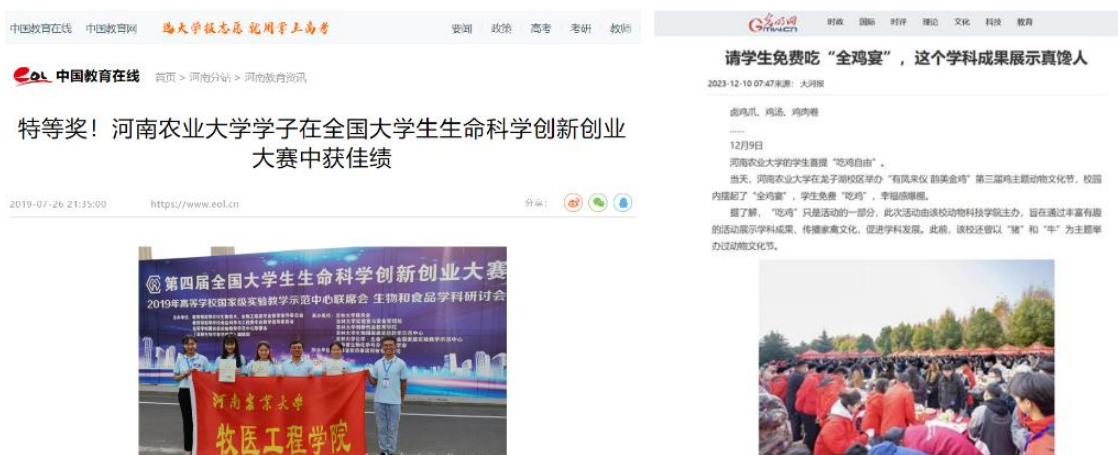 中国教育在线 中国教育网 选大学报志愿 就用掌上高考 要闻 政策 高考 考研 教师
eol 中国教育在线 首页 > 河南分站 > 河南教育资讯
特等奖！河南农业大学学子在全国大学生生命科学创新创业
大赛中获佳绩
2019-07-26 21:35:00 https://www.eol.cn 分享：
第四届全国大学生生命科学创新创业大赛
2019年高等学校国家级实验教学示范中心联席会 生物和食品学科研讨会
河南农业大学
牧医工程学院
光明网 Gmw.cn 时政 国际 时评 理论 文化 科技 教育
请学生免费吃“全鸡宴”，这个学科成果展示真馋人
2023-12-10 07:47来源：大河报
卤鸡爪、鸡汤、鸡肉卷
……
12月9日
河南农业大学的学生喜提“吃鸡自由”。
当天，河南农业大学在龙子湖校区举办“有凤来仪 韵美金鸡”第三届鸡主题动物文化节，校园
内摆起了“全鸡宴”，学生免费“吃鸡”，幸福感爆棚。
据了解，“吃鸡”只是活动的一部分，此次活动由该校动物科技学院主办，旨在通过丰富有趣
的活动展示学科成果、传播家禽文化、促进学科发展。此前，该校还曾以“猪”和“牛”为主题举
办过动物文化节。